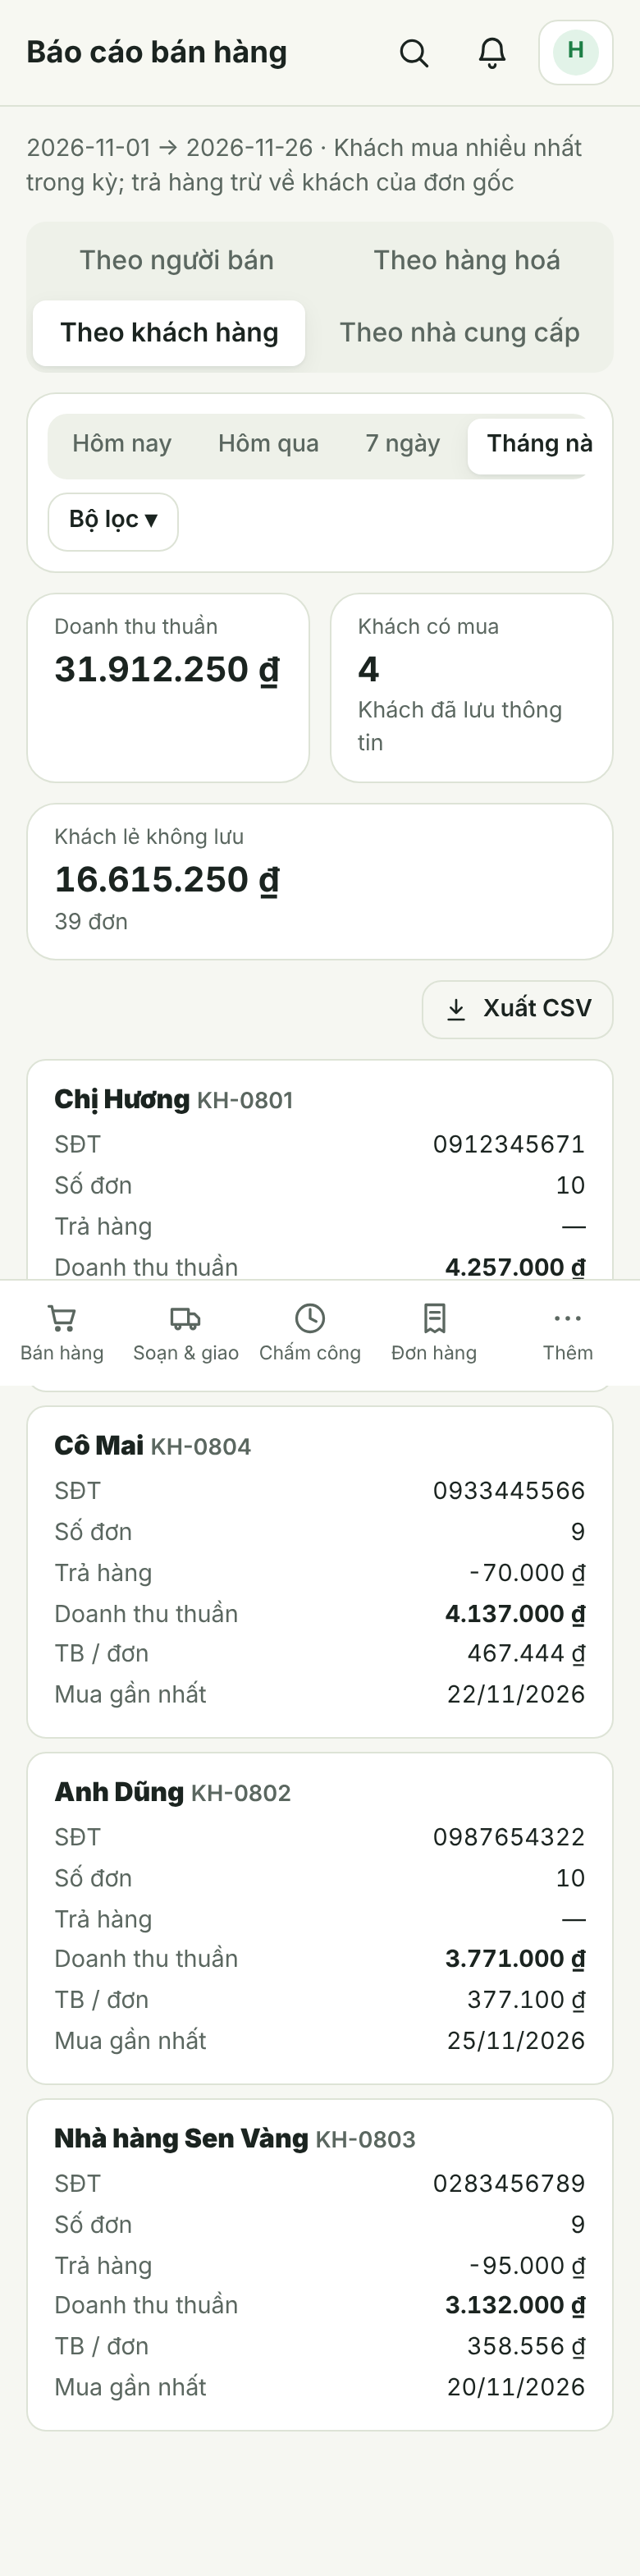 Báo cáo bán hàng
H
2026-11-01 → 2026-11-26 · Khách mua nhiều nhất
trong kỳ; trả hàng trừ về khách của đơn gốc
Theo người bán Theo hàng hoá
Theo khách hàng Theo nhà cung cấp
Hôm nay Hôm qua 7 ngày Tháng nà
Bộ lọc ▾
Doanh thu thuần
31.912.250 ₫
Khách có mua
4
Khách đã lưu thông
tin
Khách lẻ không lưu
16.615.250 ₫
39 đơn
Xuất CSV
Chị Hương KH-0801
SĐT 0912345671
Số đơn 10
Trả hàng —
Doanh thu thuần 4.257.000 ₫
Bán hàng Soạn & giao Chấm công Đơn hàng Thêm
Cô Mai KH-0804
SĐT 0933445566
Số đơn 9
Trả hàng -70.000 ₫
Doanh thu thuần 4.137.000 ₫
TB / đơn 467.444 ₫
Mua gần nhất 22/11/2026
Anh Dũng KH-0802
SĐT 0987654322
Số đơn 10
Trả hàng —
Doanh thu thuần 3.771.000 ₫
TB / đơn 377.100 ₫
Mua gần nhất 25/11/2026
Nhà hàng Sen Vàng KH-0803
SĐT 0283456789
Số đơn 9
Trả hàng -95.000 ₫
Doanh thu thuần 3.132.000 ₫
TB / đơn 358.556 ₫
Mua gần nhất 20/11/2026